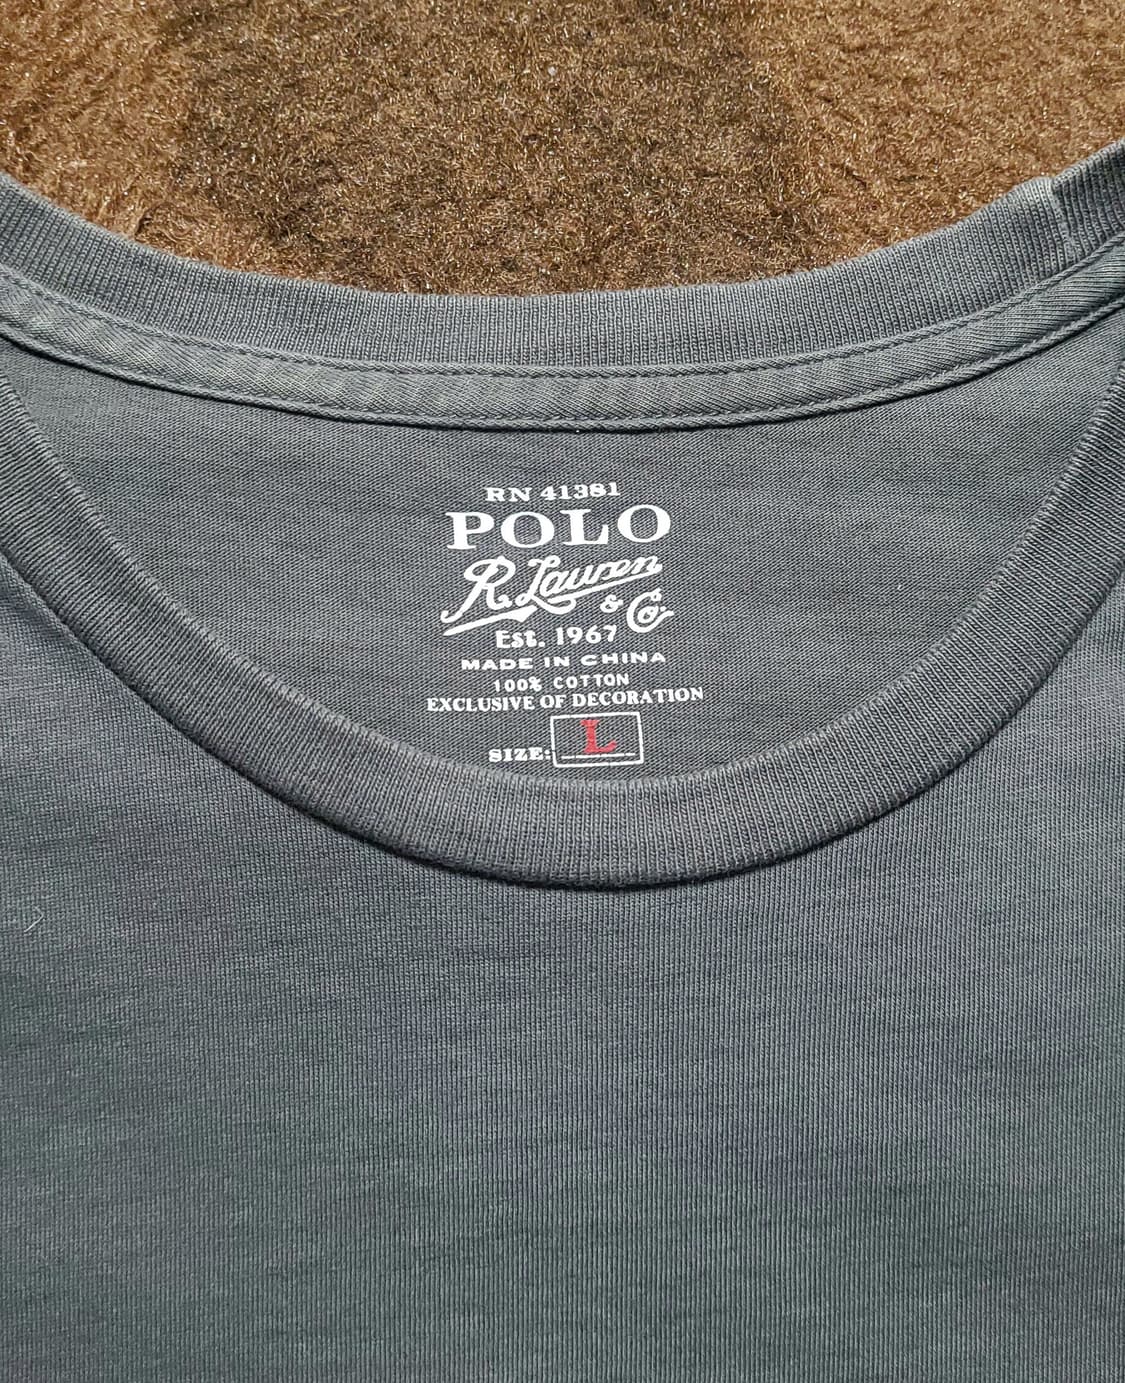 RN 41381
POLO
R. Lauren
& Co.
Est. 1967
MADE IN CHINA
100% COTTON
EXCLUSIVE OF DECORATION
SIZE: L